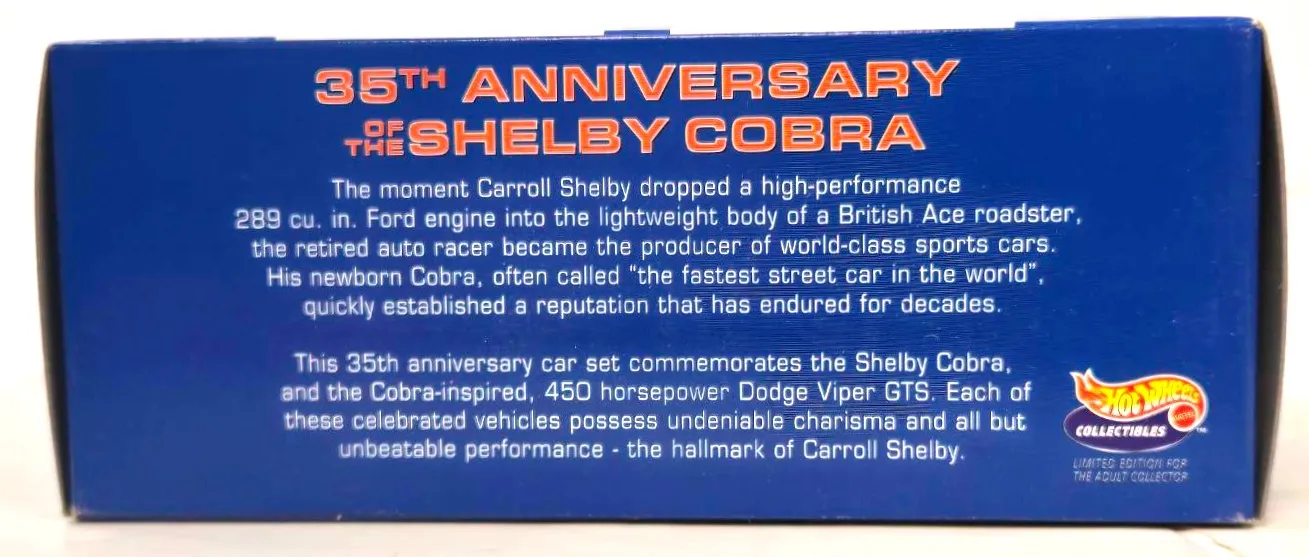 35TH ANNIVERSARY
OF THE SHELBY COBRA
The moment Carroll Shelby dropped a high-performance
289 cu. in. Ford engine into the lightweight body of a British Ace roadster,
the retired auto racer became the producer of world-class sports cars.
His newborn Cobra, often called "the fastest street car in the world",
quickly established a reputation that has endured for decades.
This 35th anniversary car set commemorates the Shelby Cobra,
and the Cobra-inspired, 450 horsepower Dodge Viper GTS. Each of
these celebrated vehicles possess undeniable charisma and all but
unbeatable performance - the hallmark of Carroll Shelby.
Hot Wheels
MATTEL
COLLECTIBLES ™
LIMITED EDITION FOR
THE ADULT COLLECTOR